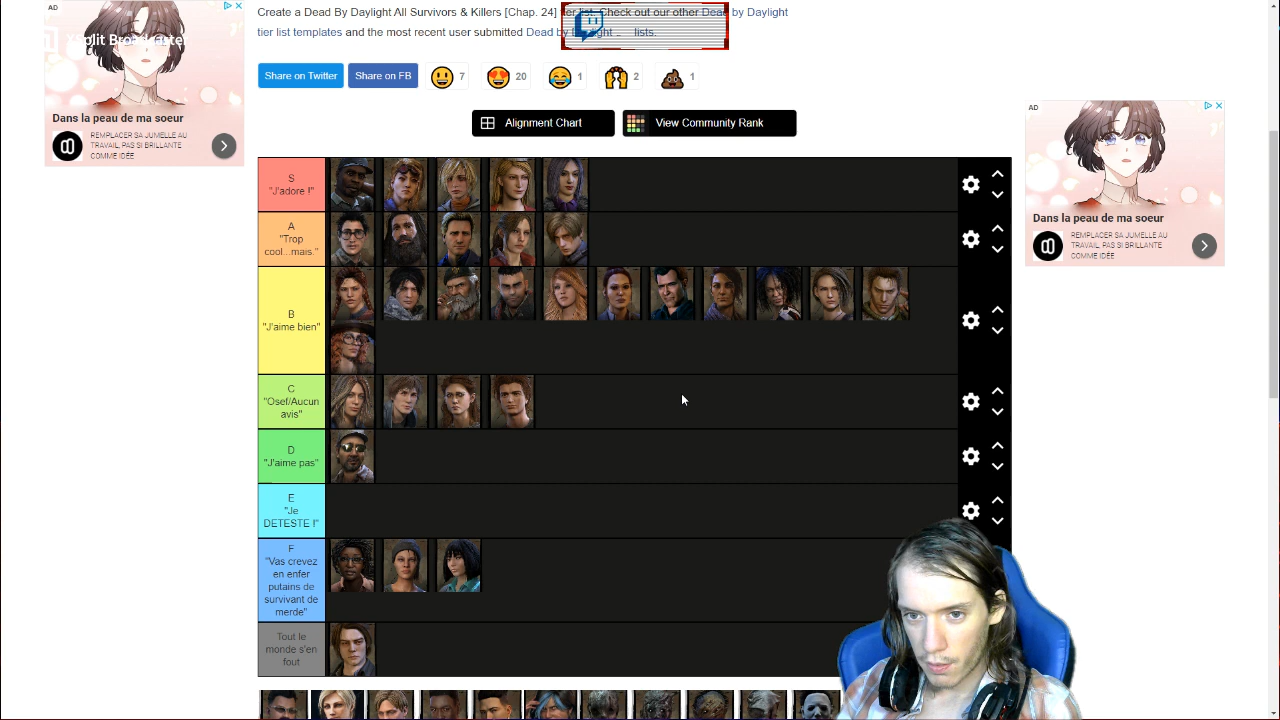 Create a Dead By Daylight All Survivors & Killers [Chap. 24] tier list. Check out our other Dead by Daylight
tier list templates and the most recent user submitted Dead by lists.
AD
XSplit Broadcaster
Share on Twitter
Share on FB
7
20
1
2
1
Alignment Chart
View Community Rank
Dans la peau de ma soeur
REMPLACER SA JUMELLE AU
TRAVAIL, PAS SI BRILLANTE
COMME IDÉE
AD
Dans la peau de ma soeur
REMPLACER SA JUMELLE AU
TRAVAIL, PAS SI BRILLANTE
COMME IDÉE
S
"J'adore !"
A
"Trop
cool...mais."
B
"J'aime bien"
C
"Osef/Aucun
avis"
D
"J'aime pas"
E
"Je
DETESTE !"
F
"Vas crevez
en enfer
putains de
survivant de
merde"
Tout le
monde s'en
fout